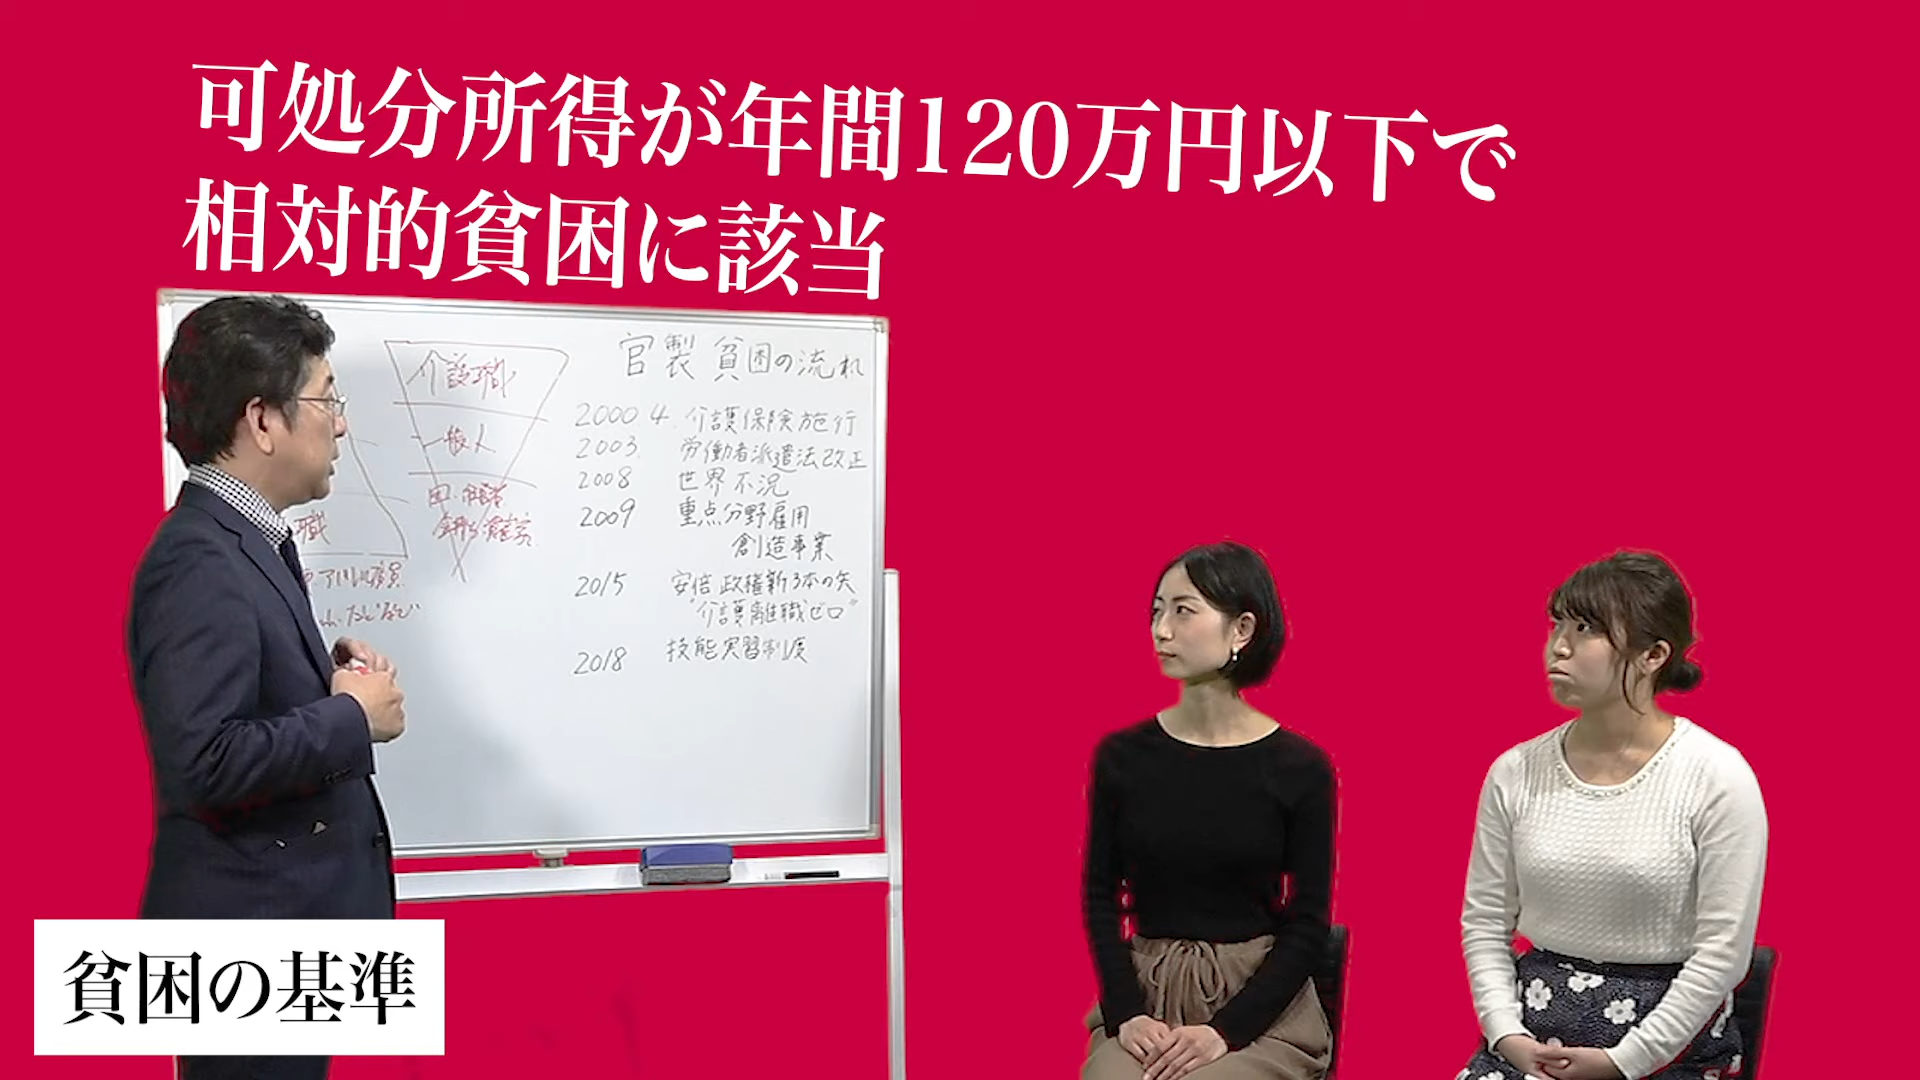 可処分所得が年間120万円以下で
相対的貧困に該当
介護職
一般人
職
官製貧困の流れ
2000 4. 介護保険施行
2003. 労働者派遣法改正
2008 世界不況
2009 重点分野雇用
創造事業
2015 安倍政権新3本の矢
"介護離職ゼロ"
2018 技能実習制度
貧困の基準